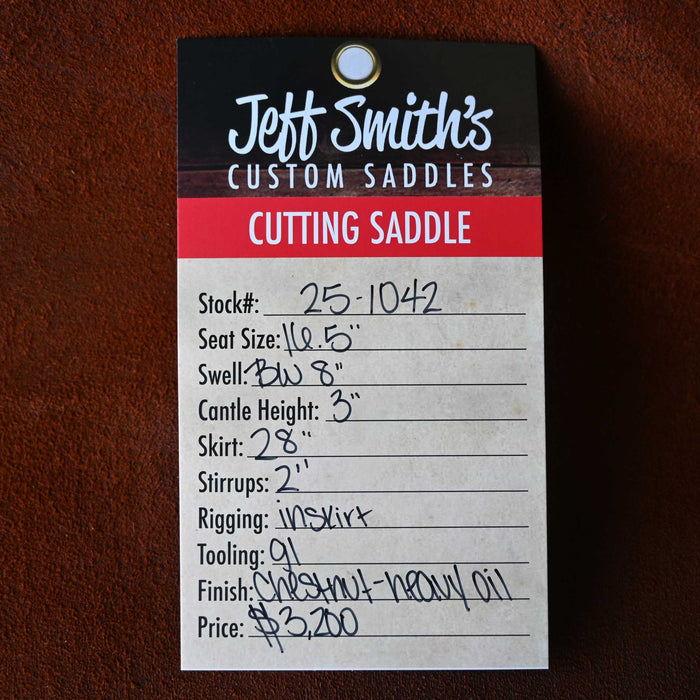 Jeff Smith's
CUSTOM SADDLES
CUTTING SADDLE
Stock#: 25-1042
Seat Size: 16.5"
Swell: BW 8"
Cantle Height: 3"
Skirt: 28"
Stirrups: 2"
Rigging: inskirt
Tooling: 91
Finish: chestnut-heavy oil
Price: $3,200